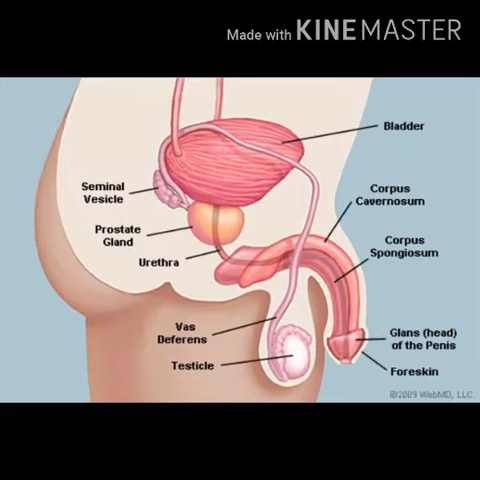 Made with KINEMASTER
Bladder
Seminal
Vesicle
Corpus
Cavernosum
Prostate
Gland
Corpus
Spongiosum
Urethra
Vas
Deferens
Glans (head)
of the Penis
Testicle
Foreskin
©2009 WebMD, LLC.